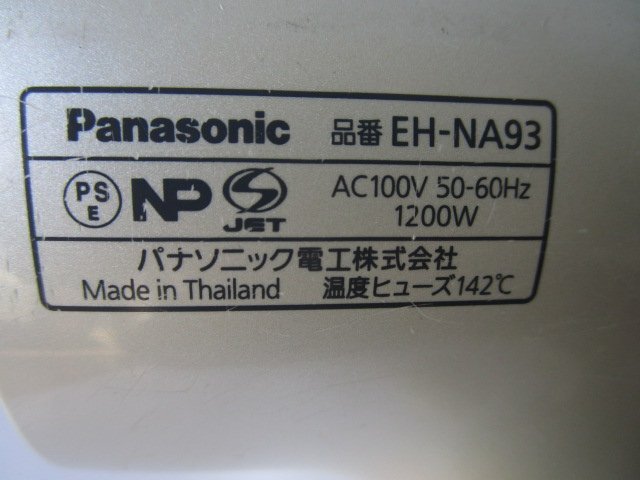 Panasonic 品番 EH-NA93
PS E NP S JET AC100V 50-60Hz
1200W
パナソニック電工株式会社
Made in Thailand 温度ヒューズ142℃